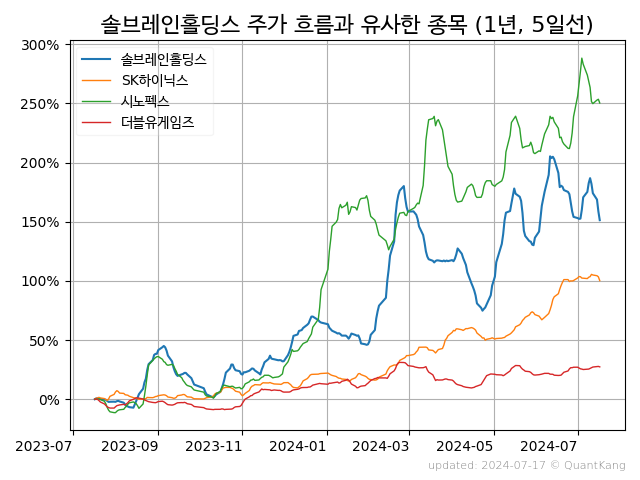 솔브레인홀딩스 주가 흐름과 유사한 종목 (1년, 5일선)
300%
250%
200%
150%
100%
50%
0%
솔브레인홀딩스
SK하이닉스
시노펙스
더블유게임즈
2023-07 2023-09 2023-11 2024-01 2024-03 2024-05 2024-07
updated: 2024-07-17 © QuantKang